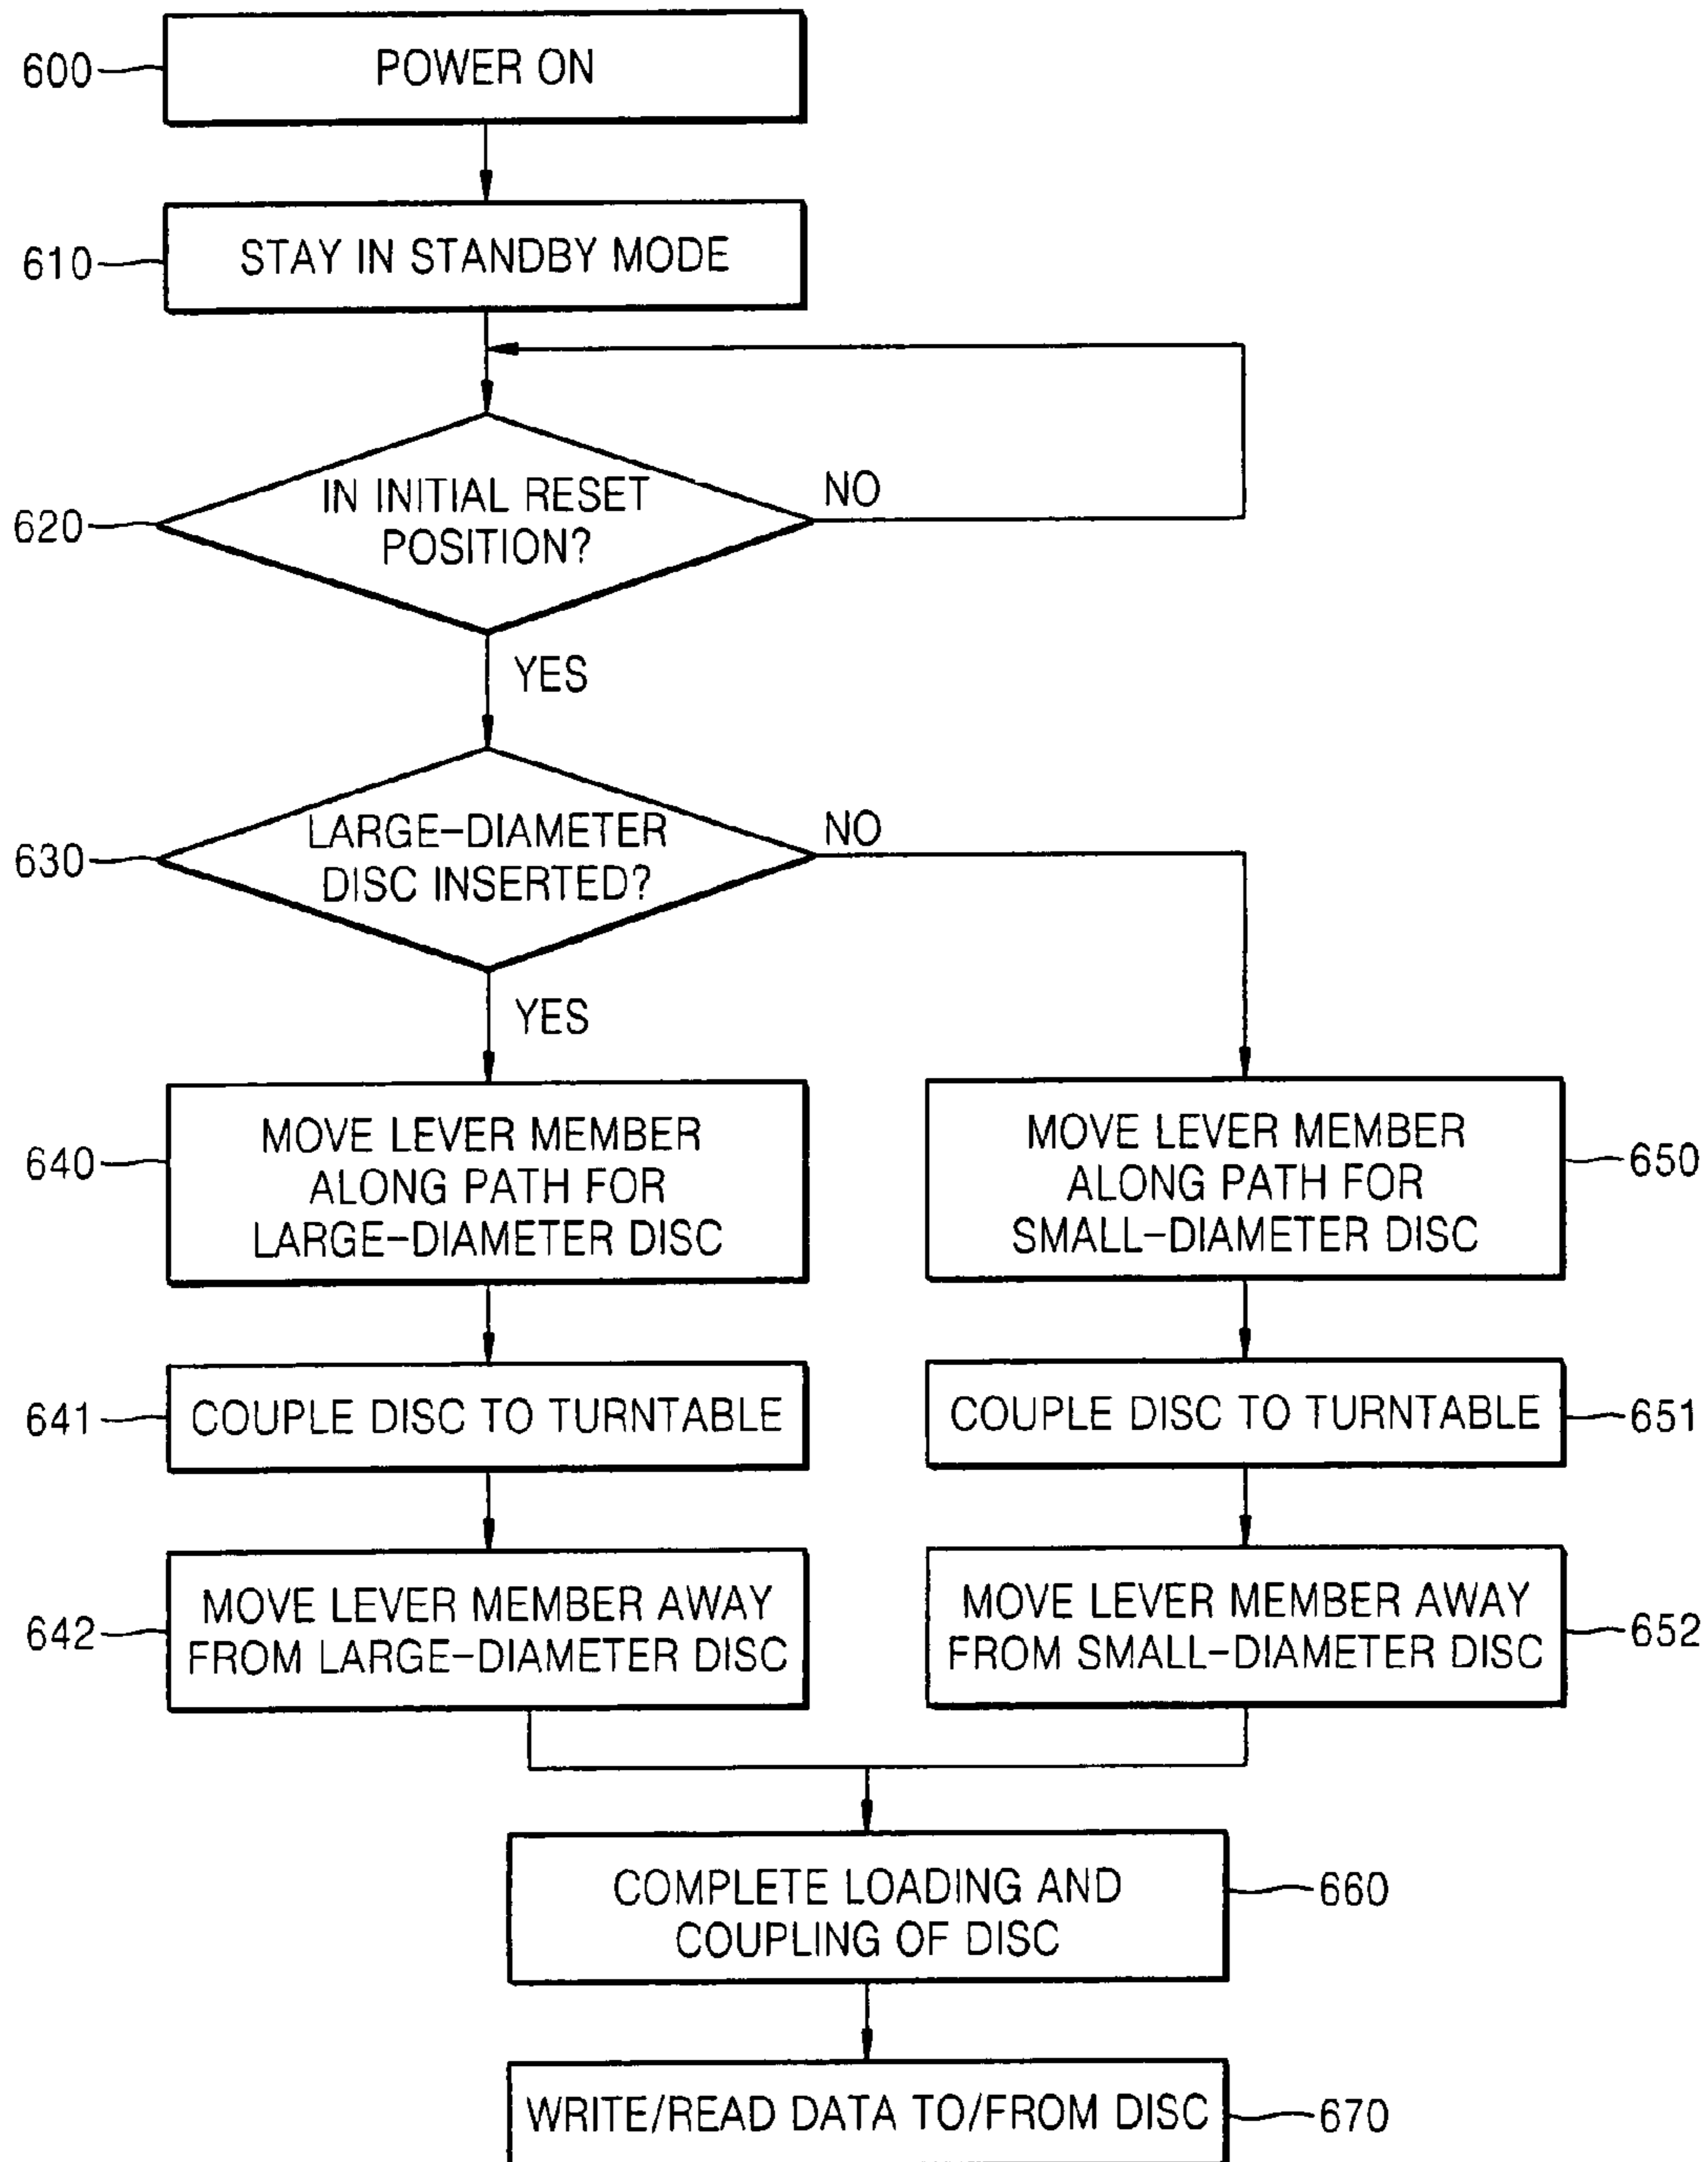 600
POWER ON
610
STAY IN STANDBY MODE
620
IN INITIAL RESET
POSITION?
NO
YES
630
LARGE-DIAMETER
DISC INSERTED?
NO
YES
640
MOVE LEVER MEMBER
ALONG PATH FOR
LARGE-DIAMETER DISC
MOVE LEVER MEMBER
ALONG PATH FOR
SMALL-DIAMETER DISC
650
641
COUPLE DISC TO TURNTABLE
COUPLE DISC TO TURNTABLE
651
642
MOVE LEVER MEMBER AWAY
FROM LARGE-DIAMETER DISC
MOVE LEVER MEMBER AWAY
FROM SMALL-DIAMETER DISC
652
COMPLETE LOADING AND
COUPLING OF DISC
660
WRITE/READ DATA TO/FROM DISC
670